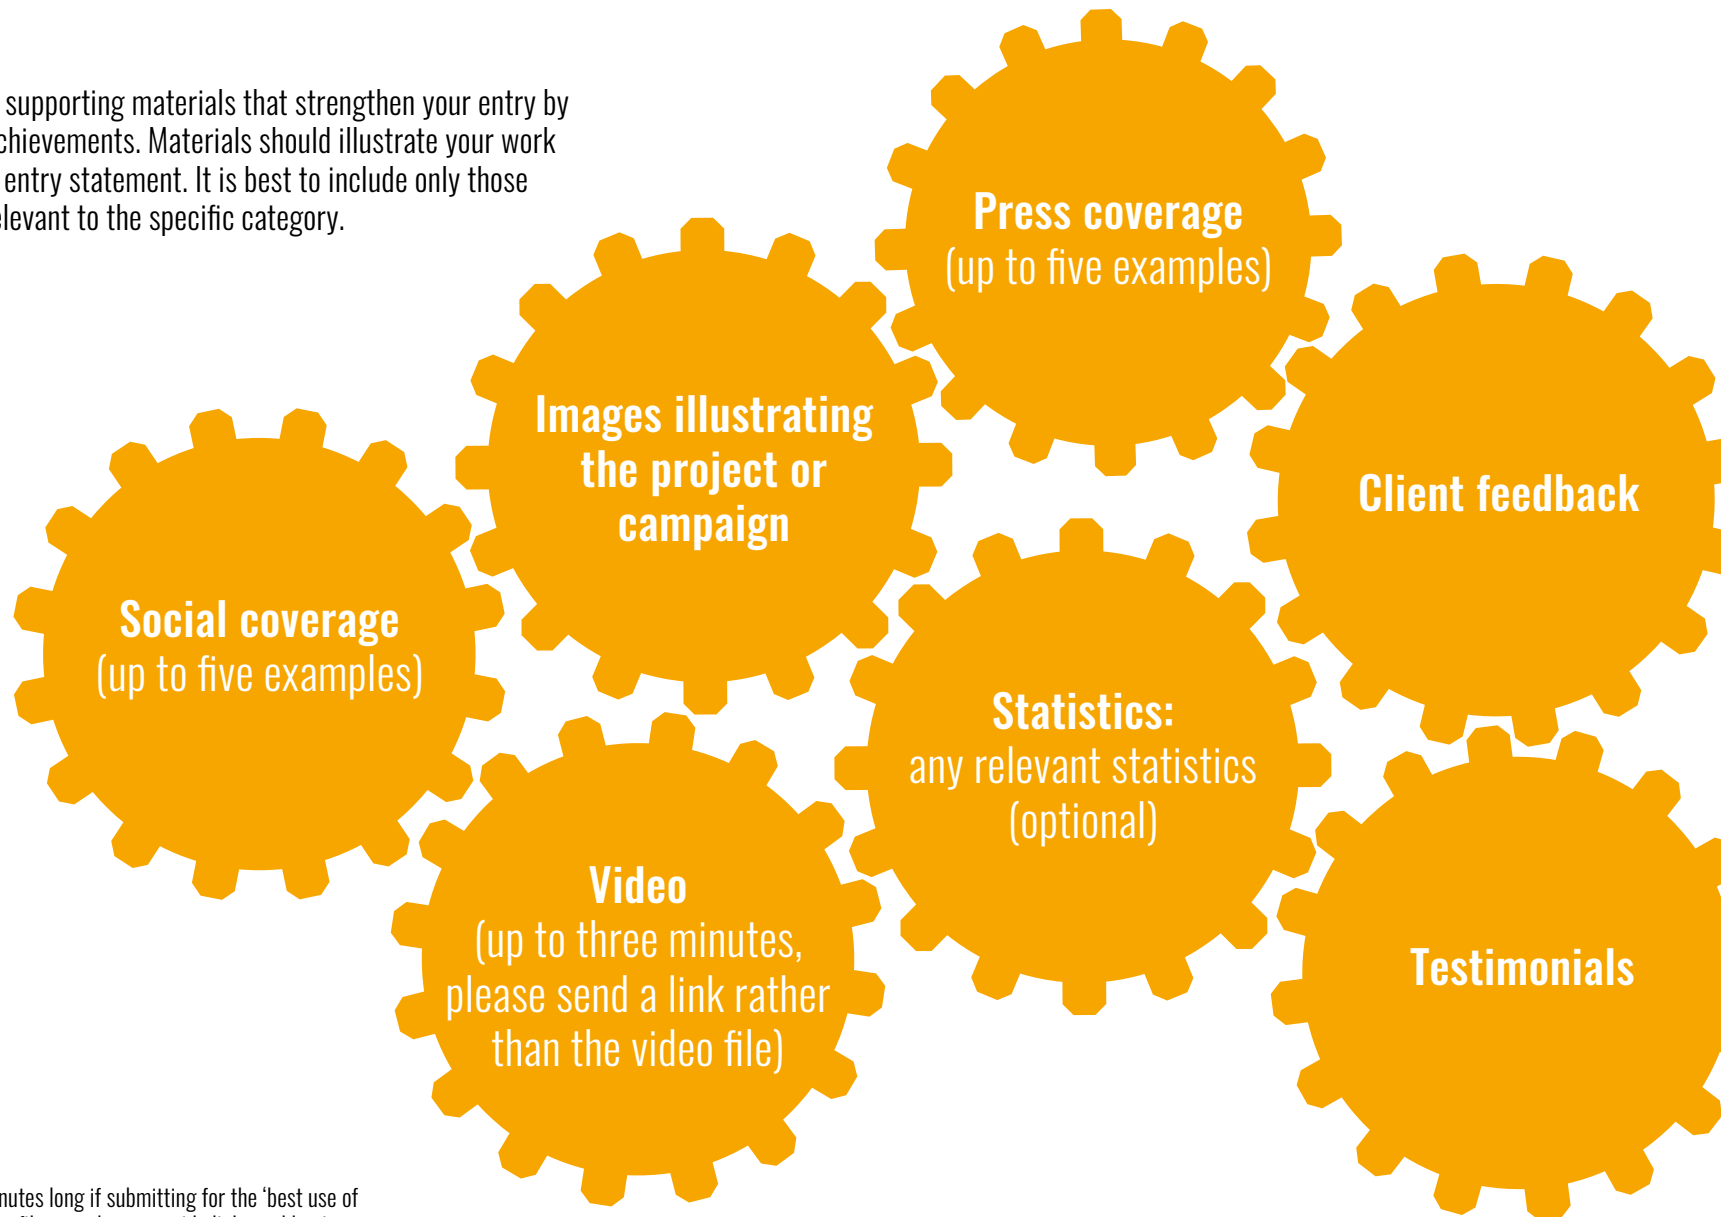 supporting materials that strengthen your entry by
chievements. Materials should illustrate your work
entry statement. It is best to include only those
elevant to the specific category.
Press coverage
(up to five examples)
Images illustrating
the project or
campaign
Client feedback
Social coverage
(up to five examples)
Statistics:
any relevant statistics
(optional)
Video
(up to three minutes,
please send a link rather
than the video file)
Testimonials
nutes long if submitting for the ‘best use of